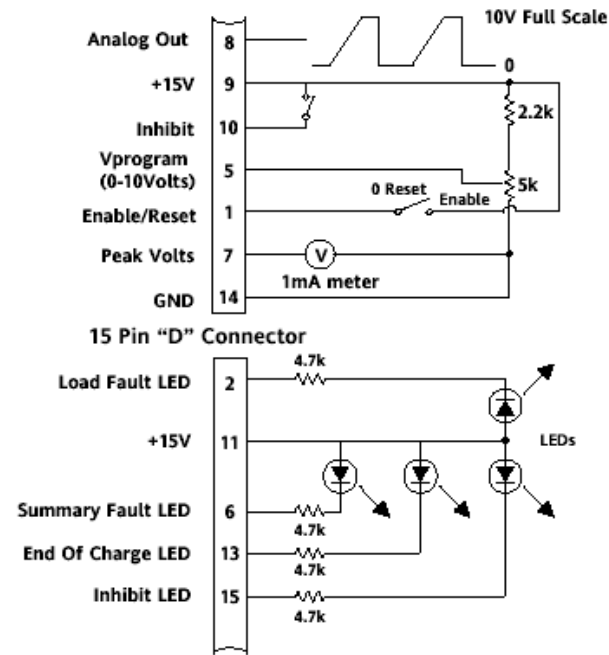 10V Full Scale
Analog Out 8
0
+15V 9
2.2k
Inhibit 10
Vprogram 5
(0-10Volts)
5k
0 Reset Enable
Enable/Reset 1
Peak Volts 7
V
1mA meter
GND 14
15 Pin “D” Connector
4.7k
Load Fault LED 2
+15V 11
LEDs
Summary Fault LED 6
4.7k
End Of Charge LED 13
4.7k
Inhibit LED 15
4.7k